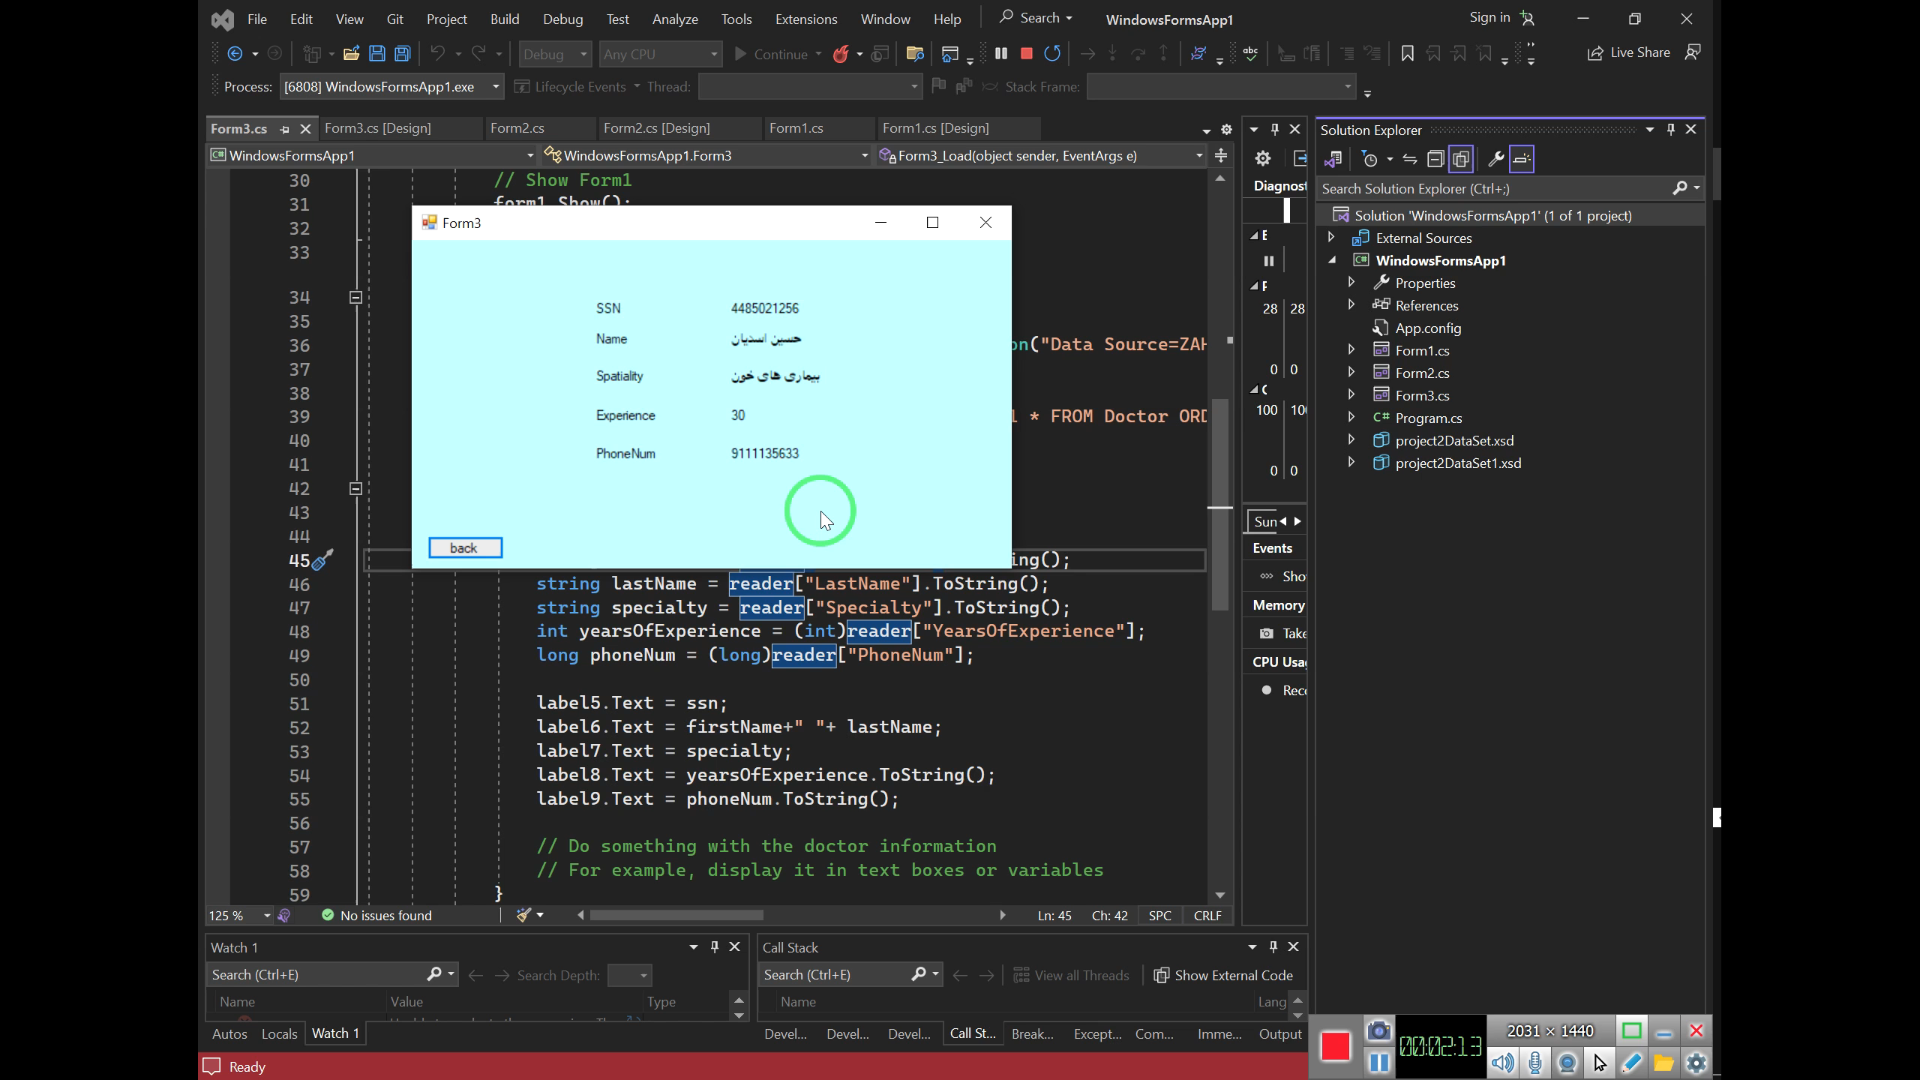 File Edit View Git Project Build Debug Test Analyze Tools Extensions Window Help Search WindowsFormsApp1 Sign in
Debug Any CPU Continue Live Share
Process: [6808] WindowsFormsApp1.exe Lifecycle Events Thread: Stack Frame:
Form3.cs Form3.cs [Design] Form2.cs Form2.cs [Design] Form1.cs Form1.cs [Design]
WindowsFormsApp1 WindowsFormsApp1.Form3 Form3_Load(object sender, EventArgs e)
30 // Show Form1
31 form1.Show();
32
33
34
35
36 on("Data Source=ZAH
37
38
39 1 * FROM Doctor ORD
40
41
42
43
44
45 ing();
46 string lastName = reader["LastName"].ToString();
47 string specialty = reader["Specialty"].ToString();
48 int yearsOfExperience = (int)reader["YearsOfExperience"];
49 long phoneNum = (long)reader["PhoneNum"];
50
51 label5.Text = ssn;
52 label6.Text = firstName+" "+ lastName;
53 label7.Text = specialty;
54 label8.Text = yearsOfExperience.ToString();
55 label9.Text = phoneNum.ToString();
56
57 // Do something with the doctor information
58 // For example, display it in text boxes or variables
59 }
Form3
SSN 4485021256
Name حسین اسدیان
Spatiality بیماری های خون
Experience 30
PhoneNum 9111135633
back
125 % No issues found Ln: 45 Ch: 42 SPC CRLF
Diagnost
28 28
0 0
100 10
0 0
Sun
Events
Sho
Memory
Take
CPU Usa
Rec
Solution Explorer
Search Solution Explorer (Ctrl+;)
Solution 'WindowsFormsApp1' (1 of 1 project)
External Sources
WindowsFormsApp1
Properties
References
App.config
Form1.cs
Form2.cs
Form3.cs
Program.cs
project2DataSet.xsd
project2DataSet1.xsd
Watch 1
Search (Ctrl+E) Search Depth:
Name Value Type
Autos Locals Watch 1
Call Stack
Search (Ctrl+E) View all Threads Show External Code
Name Lang
Devel... Devel... Devel... Call St... Break... Except... Com... Imme... Output
Ready
00:02:13
2031 × 1440